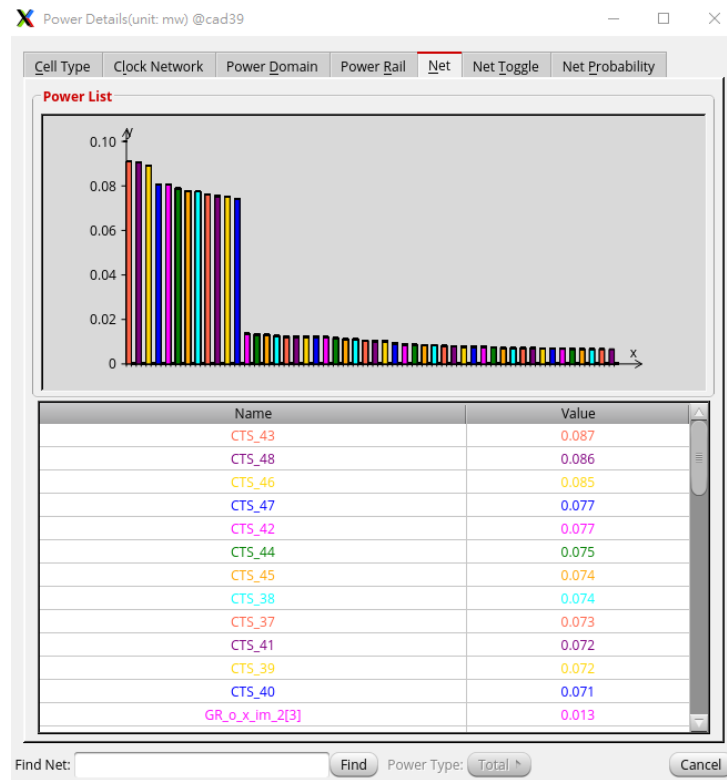 Power Details(unit: mw) @cad39
Cell Type Clock Network Power Domain Power Rail Net Net Toggle Net Probability
Power List
y
0.10
0.08
0.06
0.04
0.02
0
x
Name Value
CTS_43 0.087
CTS_48 0.086
CTS_46 0.085
CTS_47 0.077
CTS_42 0.077
CTS_44 0.075
CTS_45 0.074
CTS_38 0.074
CTS_37 0.073
CTS_41 0.072
CTS_39 0.072
CTS_40 0.071
GR_o_x_im_2[3] 0.013
Find Net: Find Power Type: Total Cancel